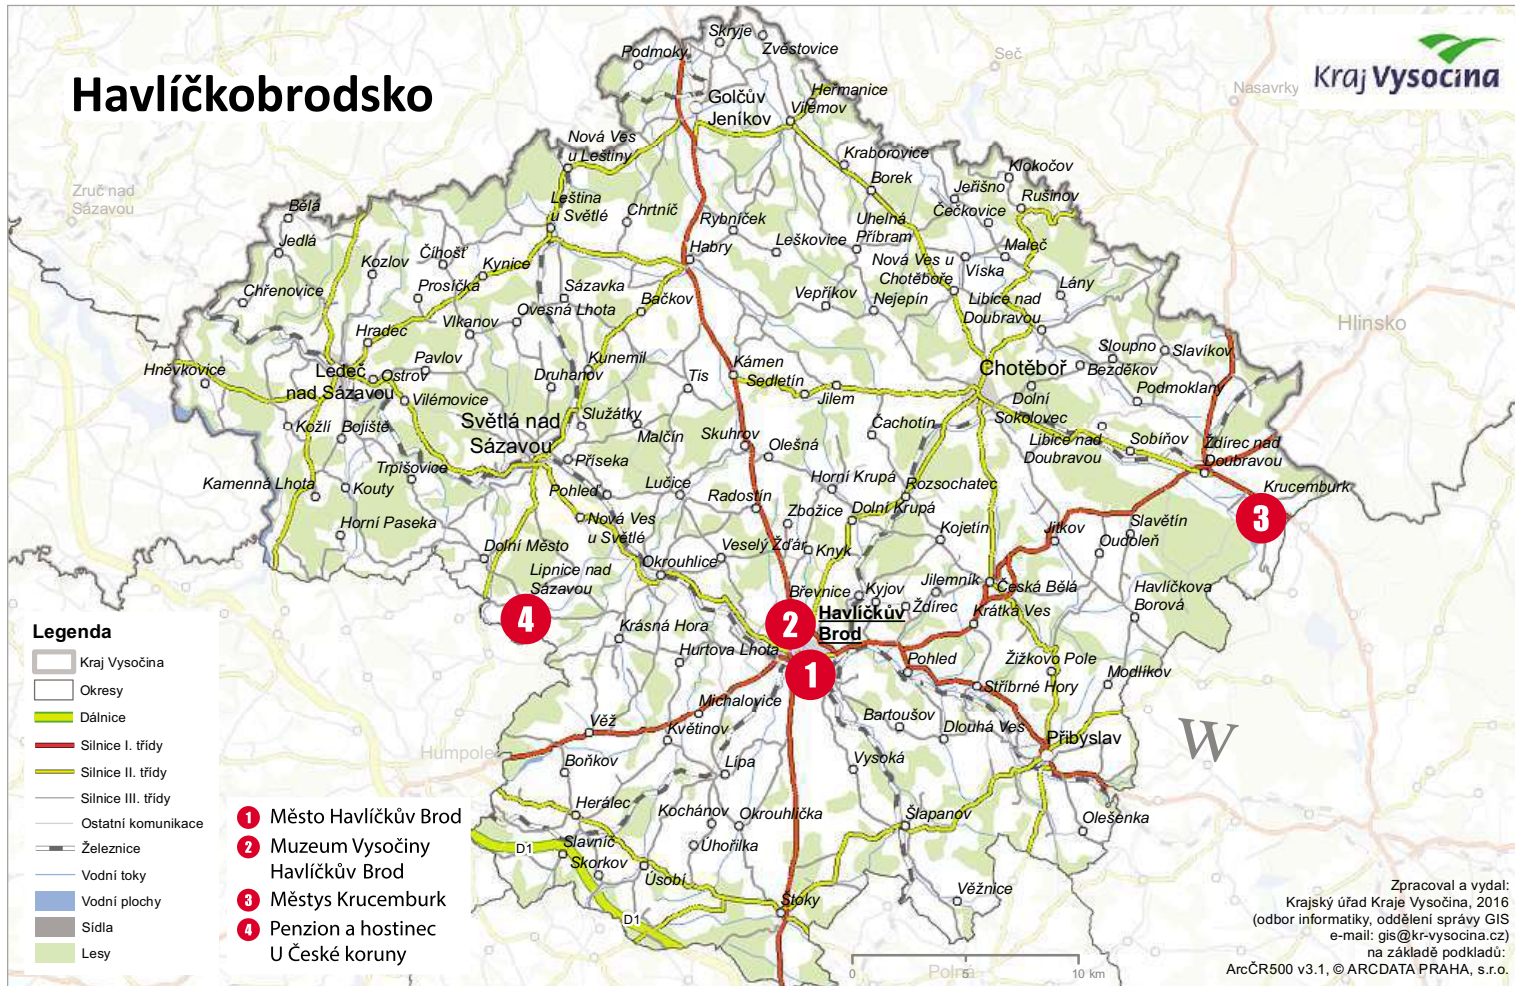 Havlíčkobrodsko
Kraj Vysočina
Skryje
Zvěstovice
Podmoky
Seč
Nasavrky
Golčův
Jeníkov
Heřmanice
Vilémov
Nová Ves
u Leštiny
Kraborovice
Klokočov
Borek
Jeřišno
Rušinov
Zruč nad
Sázavou
Bělá
Leština
u Světlé
Chrtníč
Rybníček
Uhelná
Příbram
Čečkovice
Jedlá
Číhošť
Habry
Leškovice
Maleč
Kozlov
Kynice
Nová Ves u
Chotěboře
Víska
Chřenovice
Prosíčka
Sázavka
Bačkov
Vepříkov
Nejepín
Lány
Libice nad
Doubravou
Ovesná Lhota
Vlkanov
Hradec
Hlinsko
Hněvkovice
Pavlov
Kunemil
Kámen
Sloupno
Slavíkov
Ledeč
nad Sázavou
Ostrov
Druhanov
Tis
Sedletín
Jilem
Chotěboř
Bezděkov
Podmoklany
Vilémovice
Světlá nad
Sázavou
Služátky
Dolní
Sokolovec
Kožlí
Bojiště
Malčín
Skuhrov
Olešná
Čachotín
Libice nad
Doubravou
Sobíňov
Ždírec nad
Doubravou
Trpišovice
Příseka
Kamenná Lhota
Kouty
Pohleď
Lučice
Radostín
Horní Krupá
Rozsochatec
Krucemburk
Zbožice
Dolní Krupá
3
Horní Paseka
Nová Ves
u Světlé
Kojetín
Jitkov
Slavětín
Oudoleň
Dolní Město
Okrouhlice
Veselý Žďár
Knyk
Lipnice nad
Sázavou
Břevnice
Kyjov
Jilemník
Česká Bělá
Havlíčkova
Borová
4
2
Havlíčkův
Brod
Ždírec
Krátká Ves
Krásná Hora
Hurtova Lhota
1
Pohled
Žižkovo Pole
Modlíkov
Stříbrné Hory
Michalovice
Věž
Květinov
Bartoušov
Dlouhá Ves
Přibyslav
W
Humpolec
Boňkov
Lípa
Vysoká
Herálec
Kochánov
Okrouhlička
Šlapanov
Olešenka
D1
Slavníč
Skorkov
Úhořilka
Úsobí
Věžnice
Štoky
D1
Polná
0
5
10 km
Legenda
Kraj Vysočina
Okresy
Dálnice
Silnice I. třídy
Silnice II. třídy
Silnice III. třídy
Ostatní komunikace
Železnice
Vodní toky
Vodní plochy
Sídla
Lesy
1 Město Havlíčkův Brod
2 Muzeum Vysočiny
Havlíčkův Brod
3 Městys Krucemburk
4 Penzion a hostinec
U České koruny
Zpracoval a vydal:
Krajský úřad Kraje Vysočina, 2016
(odbor informatiky, oddělení správy GIS
e-mail: gis@kr-vysocina.cz)
na základě podkladů:
ArcČR500 v3.1, © ARCDATA PRAHA, s.r.o.